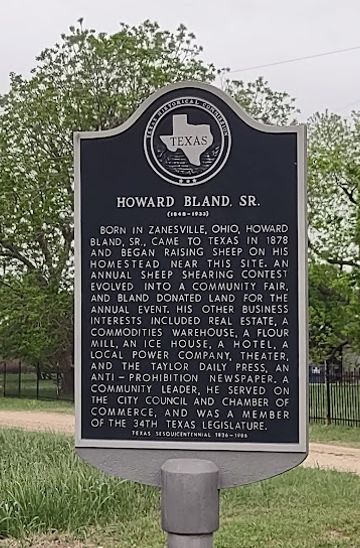 TEXAS HISTORICAL COMMISSION
TEXAS
HOWARD BLAND, SR.
(1848-1933)
BORN IN ZANESVILLE, OHIO, HOWARD
BLAND, SR., CAME TO TEXAS IN 1878
AND BEGAN RAISING SHEEP ON HIS
HOMESTEAD NEAR THIS SITE. AN
ANNUAL SHEEP SHEARING CONTEST
EVOLVED INTO A COMMUNITY FAIR,
AND BLAND DONATED LAND FOR THE
ANNUAL EVENT. HIS OTHER BUSINESS
INTERESTS INCLUDED REAL ESTATE, A
COMMODITIES WAREHOUSE, A FLOUR
MILL, AN ICE HOUSE, A HOTEL, A
LOCAL POWER COMPANY, THEATER,
AND THE TAYLOR DAILY PRESS, AN
ANTI-PROHIBITION NEWSPAPER. A
COMMUNITY LEADER, HE SERVED ON
THE CITY COUNCIL AND CHAMBER OF
COMMERCE, AND WAS A MEMBER
OF THE 34TH TEXAS LEGISLATURE.
TEXAS SESQUICENTENNIAL 1836-1986